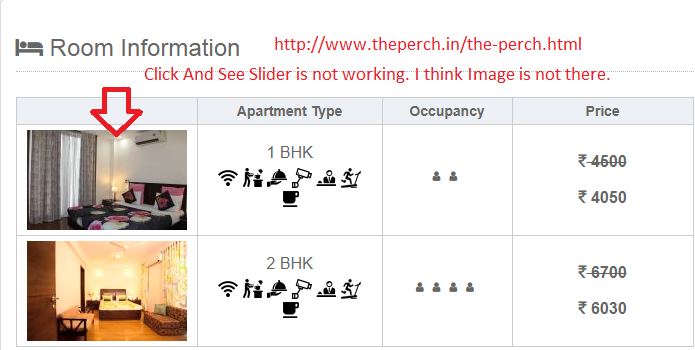 Room Information
http://www.theperch.in/the-perch.html
Click And See Slider is not working. I think Image is not there.
Apartment Type Occupancy Price
1 BHK
₹ 4500
₹ 4050
2 BHK
₹ 6700
₹ 6030